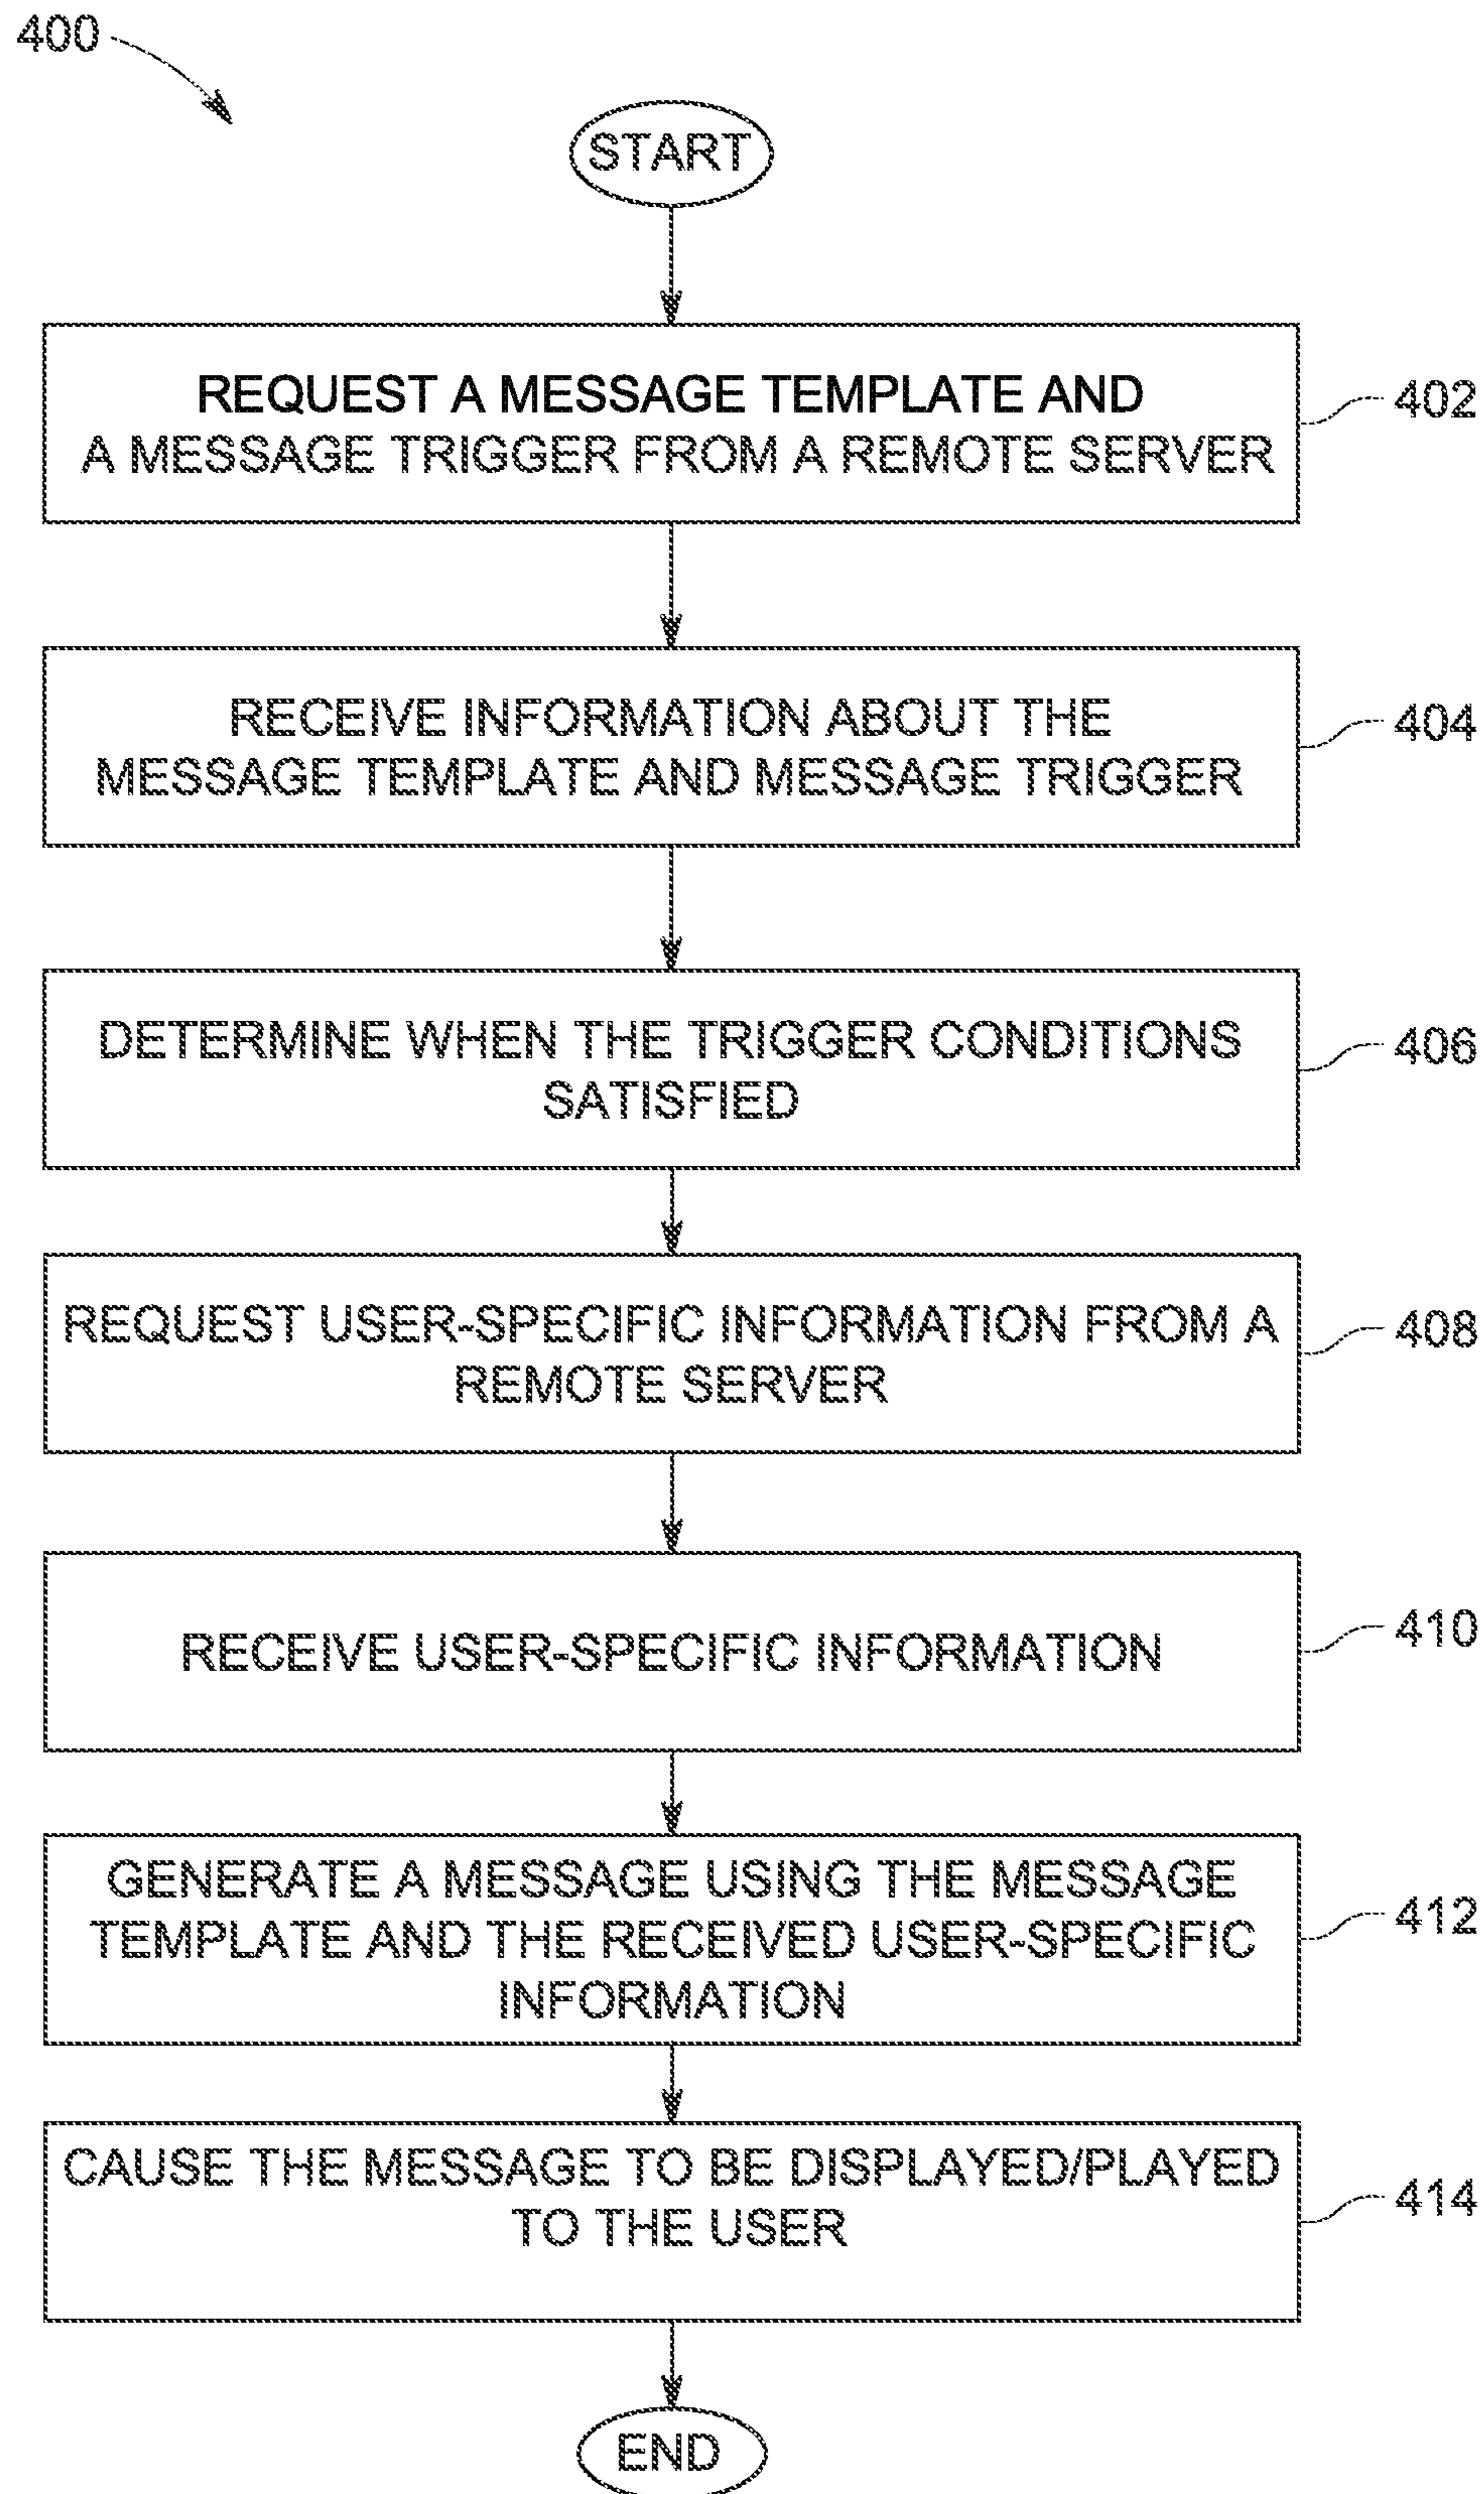 400
START
REQUEST A MESSAGE TEMPLATE AND
A MESSAGE TRIGGER FROM A REMOTE SERVER
402
RECEIVE INFORMATION ABOUT THE
MESSAGE TEMPLATE AND MESSAGE TRIGGER
404
DETERMINE WHEN THE TRIGGER CONDITIONS
SATISFIED
406
REQUEST USER-SPECIFIC INFORMATION FROM A
REMOTE SERVER
408
RECEIVE USER-SPECIFIC INFORMATION
410
GENERATE A MESSAGE USING THE MESSAGE
TEMPLATE AND THE RECEIVED USER-SPECIFIC
INFORMATION
412
CAUSE THE MESSAGE TO BE DISPLAYED/PLAYED
TO THE USER
414
END